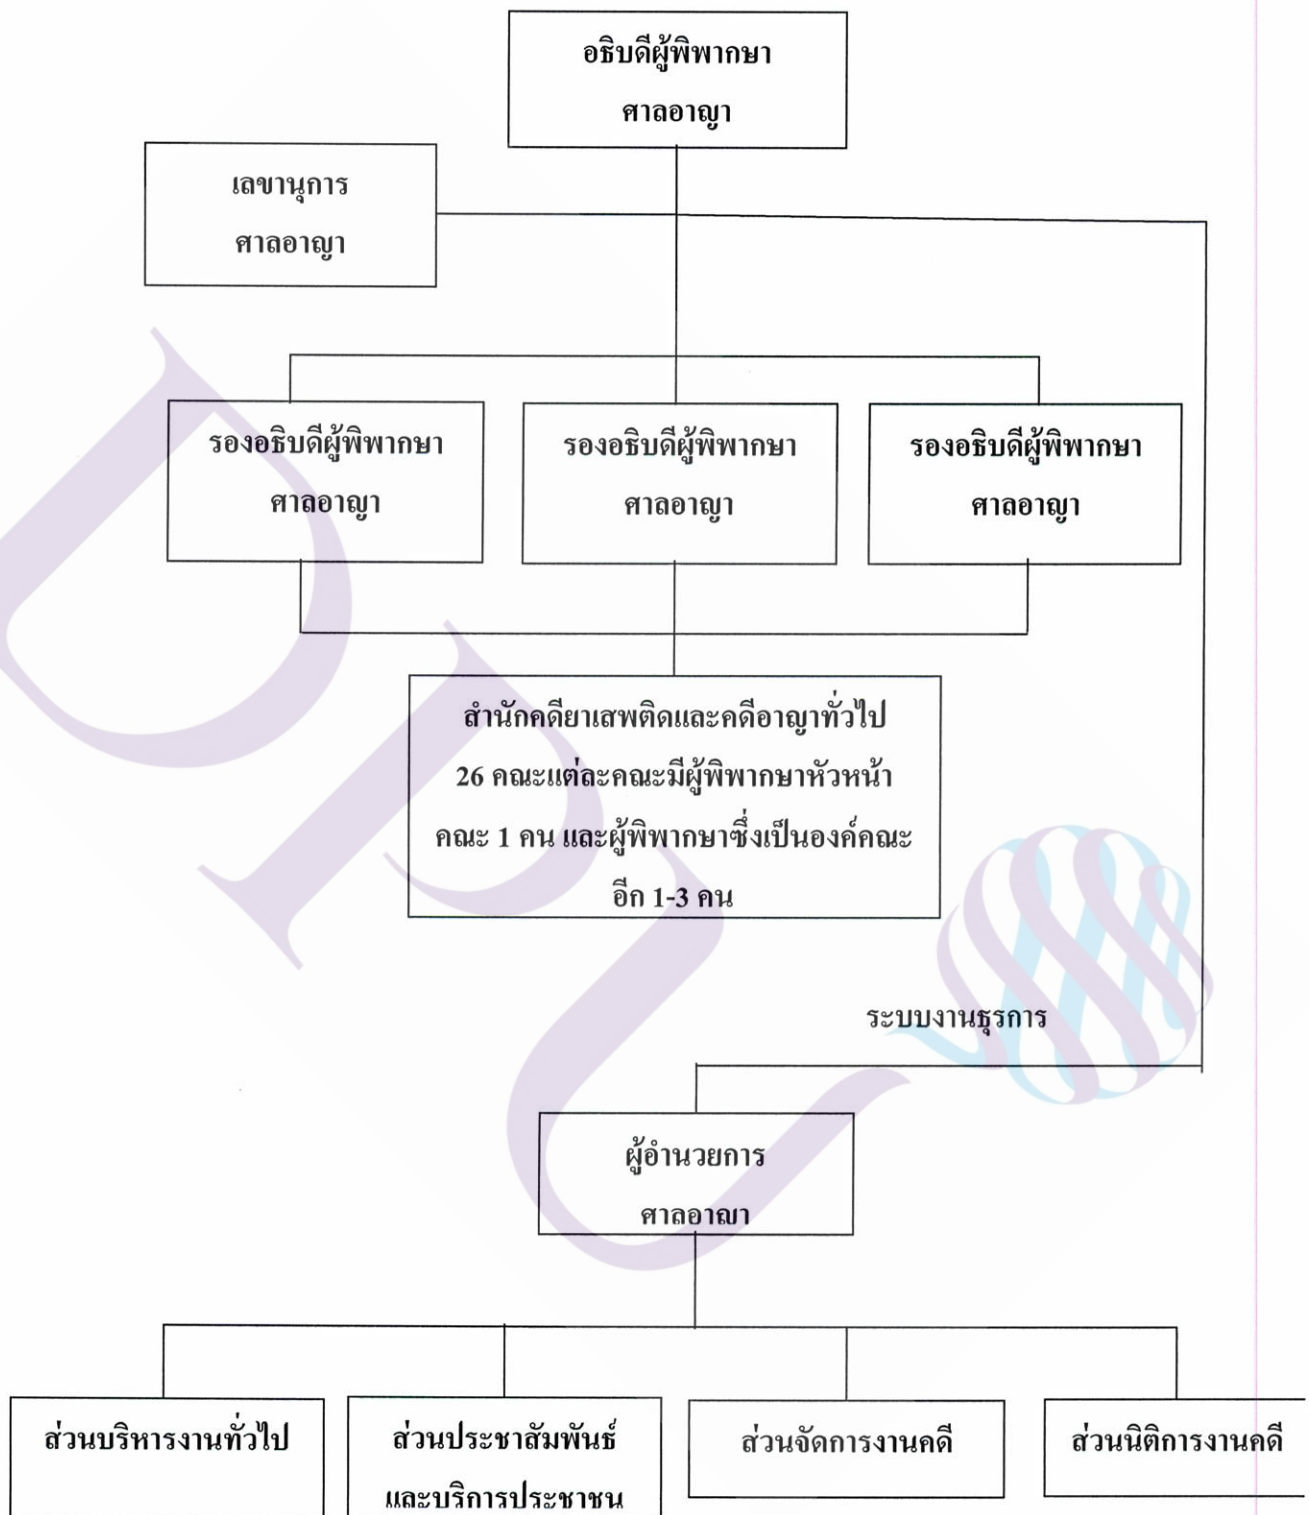 อธิบดีผู้พิพากษา
ศาลอาญา
เลขานุการ
ศาลอาญา
รองอธิบดีผู้พิพากษา
ศาลอาญา
รองอธิบดีผู้พิพากษา
ศาลอาญา
รองอธิบดีผู้พิพากษา
ศาลอาญา
สำนักคดียาเสพติดและคดีอาญาทั่วไป
26 คณะแต่ละคณะมีผู้พิพากษาหัวหน้า
คณะ 1 คน และผู้พิพากษาซึ่งเป็นองค์คณะ
อีก 1-3 คน
ระบบงานธุรการ
ผู้อำนวยการ
ศาลอาฌา
ส่วนบริหารงานทั่วไป
ส่วนประชาสัมพันธ์
และบริการประชาชน
ส่วนจัดการงานคดี
ส่วนนิติการงานคดี
DPU